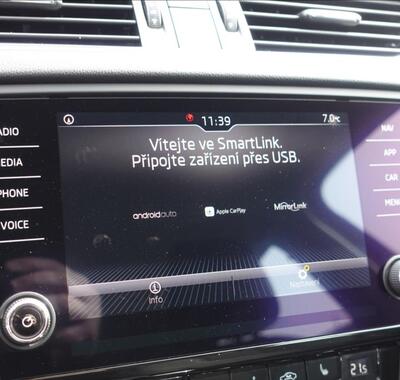 11:39
7.0°C
Vítejte ve SmartLink.
Připojte zařízení přes USB.
androidauto
Apple CarPlay
MirrorLink
Info
Nastavení
RADIO
MEDIA
PHONE
VOICE
NAV
APP
CAR
MENU
21.5